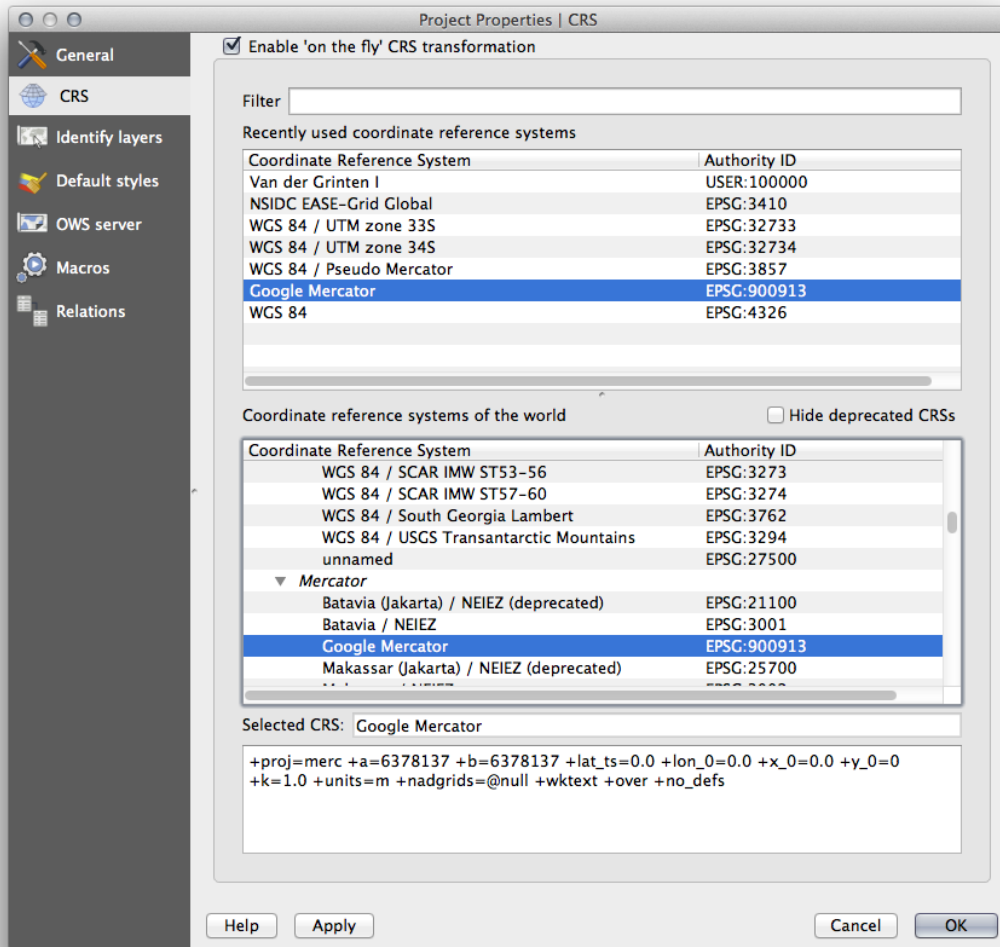 Project Properties | CRS
General
CRS
Identify layers
Default styles
OWS server
Macros
Relations
Enable 'on the fly' CRS transformation
Filter
Recently used coordinate reference systems
Coordinate Reference System Authority ID
Van der Grinten I USER:100000
NSIDC EASE-Grid Global EPSG:3410
WGS 84 / UTM zone 33S EPSG:32733
WGS 84 / UTM zone 34S EPSG:32734
WGS 84 / Pseudo Mercator EPSG:3857
Google Mercator EPSG:900913
WGS 84 EPSG:4326
Coordinate reference systems of the world
Hide deprecated CRSs
Coordinate Reference System Authority ID
WGS 84 / SCAR IMW ST53-56 EPSG:3273
WGS 84 / SCAR IMW ST57-60 EPSG:3274
WGS 84 / South Georgia Lambert EPSG:3762
WGS 84 / USGS Transantarctic Mountains EPSG:3294
unnamed EPSG:27500
Mercator
Batavia (Jakarta) / NEIEZ (deprecated) EPSG:21100
Batavia / NEIEZ EPSG:3001
Google Mercator EPSG:900913
Makassar (Jakarta) / NEIEZ (deprecated) EPSG:25700
Selected CRS: Google Mercator
+proj=merc +a=6378137 +b=6378137 +lat_ts=0.0 +lon_0=0.0 +x_0=0.0 +y_0=0
+k=1.0 +units=m +nadgrids=@null +wktext +over +no_defs
Help
Apply
Cancel
OK